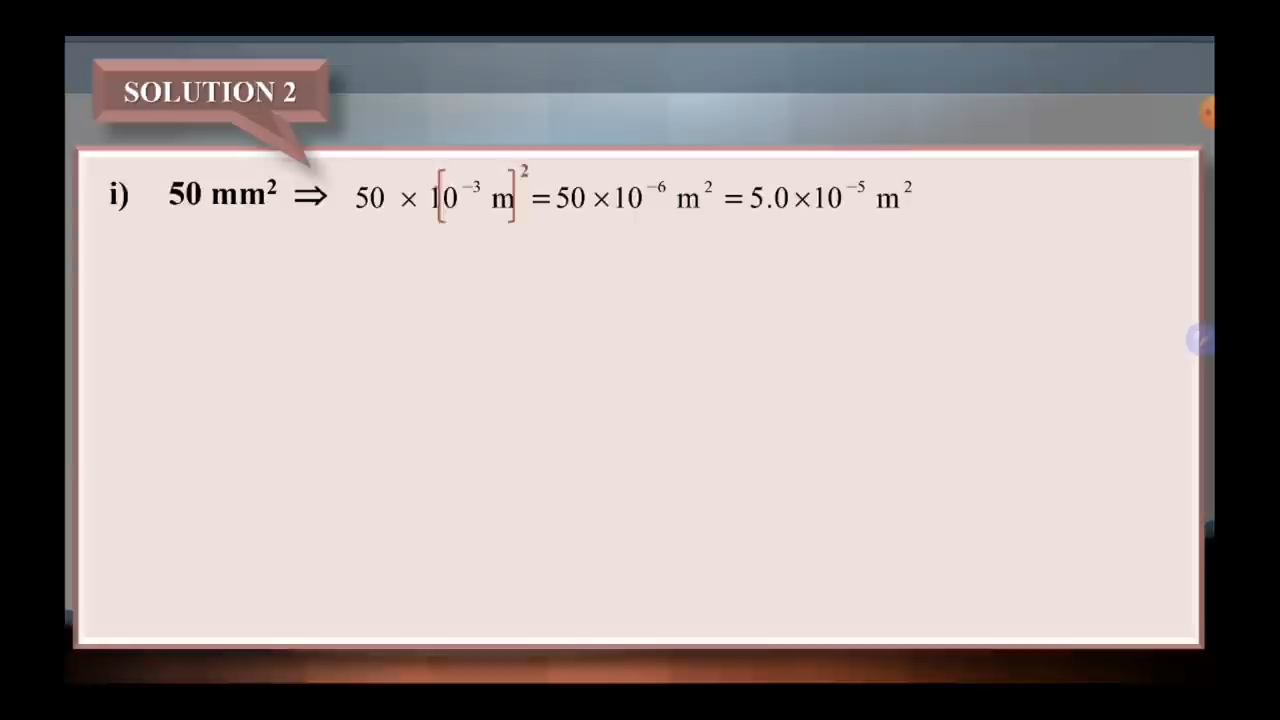 SOLUTION 2
i) 50 mm² ⇒ 50 × [10⁻³ m]² = 50 × 10⁻⁶ m² = 5.0 × 10⁻⁵ m²